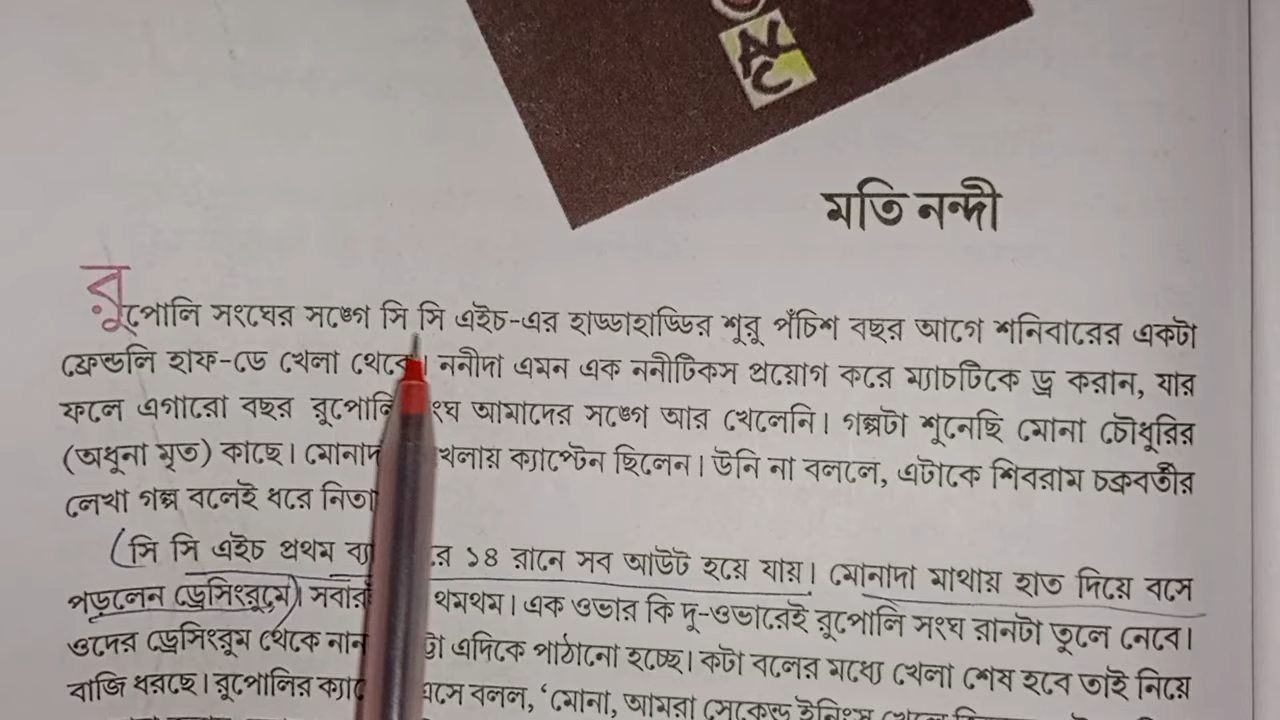 AC
C
মতি নন্দী
রুপোলি সংঘের সঙ্গে সি সি এইচ-এর হাড্ডাহাড্ডির শুরু পঁচিশ বছর আগে শনিবারের একটা
ফ্রেন্ডলি হাফ-ডে খেলা থেকে। ননীদা এমন এক ননীটিকস প্রয়োগ করে ম্যাচটিকে ড্র করান, যার
ফলে এগারো বছর রুপোলি সংঘ আমাদের সঙ্গে আর খেলেনি। গল্পটা শুনেছি মোনা চৌধুরির
(অধুনা মৃত) কাছে। মোনাদা খেলায় ক্যাপ্টেন ছিলেন। উনি না বললে, এটাকে শিবরাম চক্রবর্তীর
লেখা গল্প বলেই ধরে নিতা
সি সি এইচ প্রথম ব্যা রে ১৪ রানে সব আউট হয়ে যায়। মোনাদা মাথায় হাত দিয়ে বসে
পড়লেন ড্রেসিংরুমে। সবার থমথম। এক ওভার কি দু-ওভারেই রুপোলি সংঘ রানটা তুলে নেবে।
ওদের ড্রেসিংরুম থেকে নান ট্টা এদিকে পাঠানো হচ্ছে। কটা বলের মধ্যে খেলা শেষ হবে তাই নিয়ে
বাজি ধরছে। রুপোলির ক্যা এসে বলল, ‘মোনা, আমরা সেকেন্ড ইনিংস